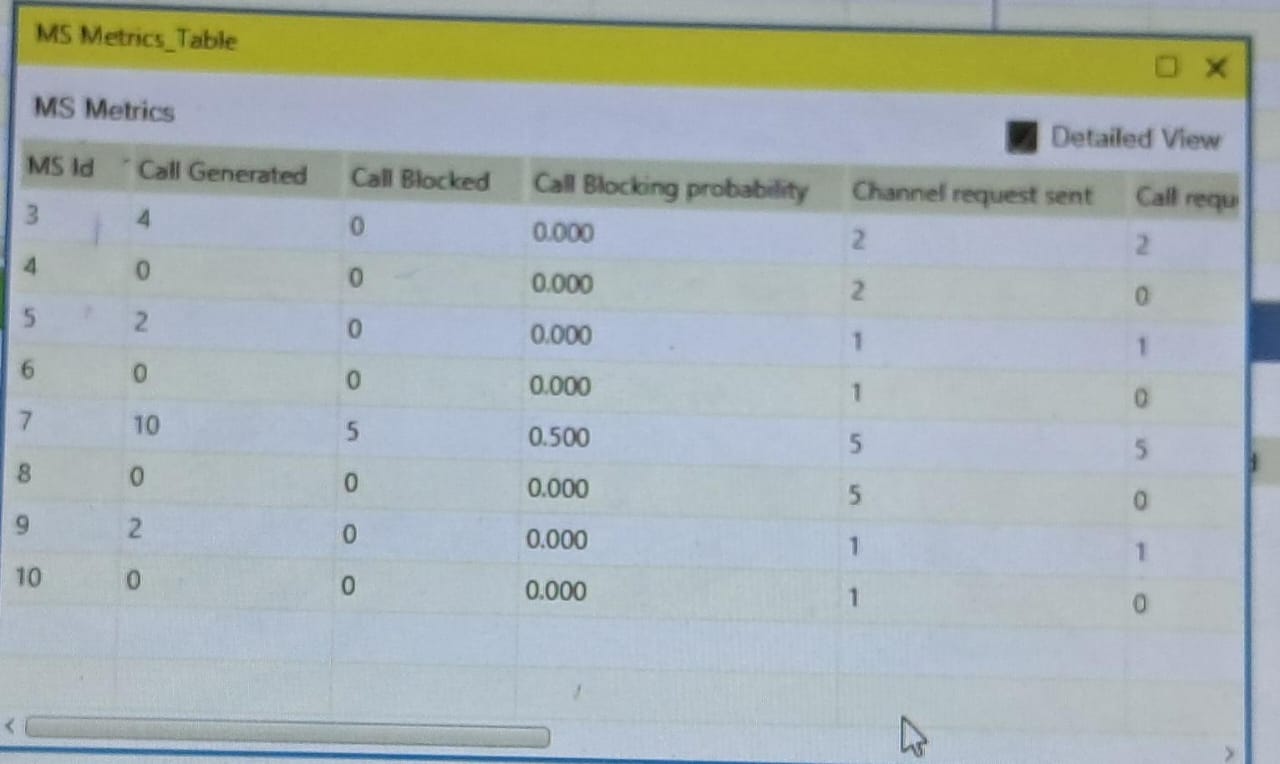 MS Metrics_Table
MS Metrics
Detailed View
MS Id Call Generated Call Blocked Call Blocking probability Channel request sent Call requ
3 4 0 0.000 2 2
4 0 0 0.000 2 0
5 2 0 0.000 1 1
6 0 0 0.000 1 0
7 10 5 0.500 5 5
8 0 0 0.000 5 0
9 2 0 0.000 1 1
10 0 0 0.000 1 0